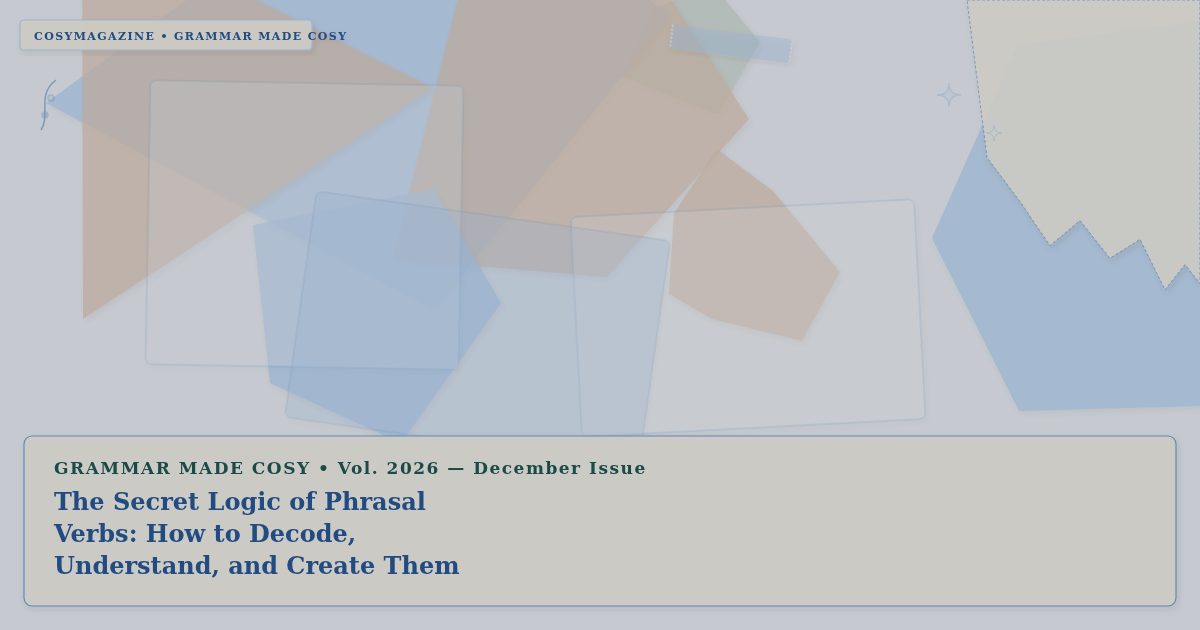 COSYMAGAZINE • GRAMMAR MADE COSY
GRAMMAR MADE COSY • Vol. 2026 — December Issue
The Secret Logic of Phrasal
Verbs: How to Decode,
Understand, and Create Them